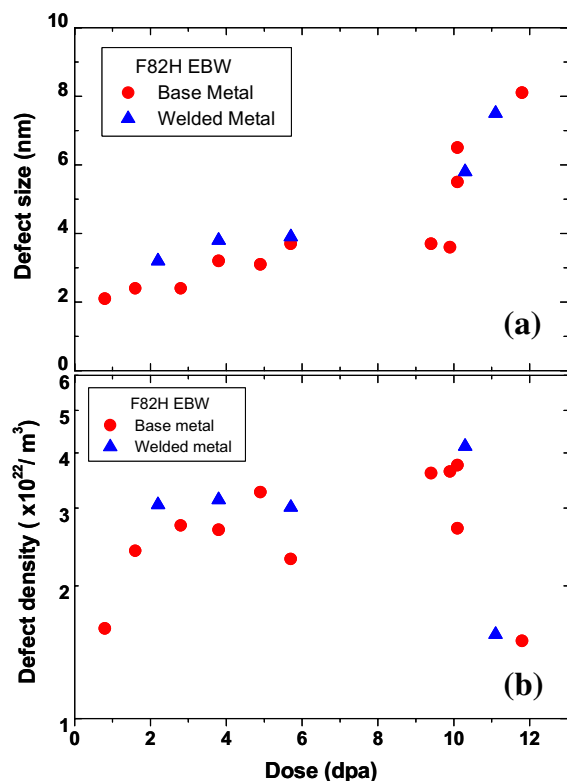 10
F82H EBW
Base Metal
Welded Metal
8
6
4
2
0
Defect size (nm)
(a)
6
5
4
3
2
1
F82H EBW
Base metal
Welded metal
Defect density ( x10²²/ m³)
(b)
0 2 4 6 8 10 12
Dose (dpa)